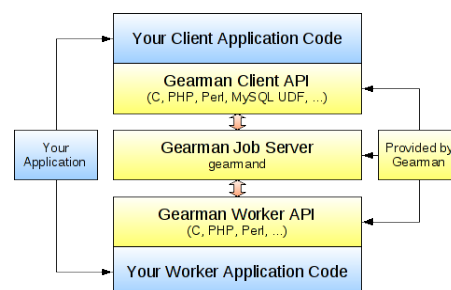 Your Client Application Code
Gearman Client API
(C, PHP, Perl, MySQL UDF, ...)
Your
Application
Gearman Job Server
gearmand
Provided by
Gearman
Gearman Worker API
(C, PHP, Perl, ...)
Your Worker Application Code